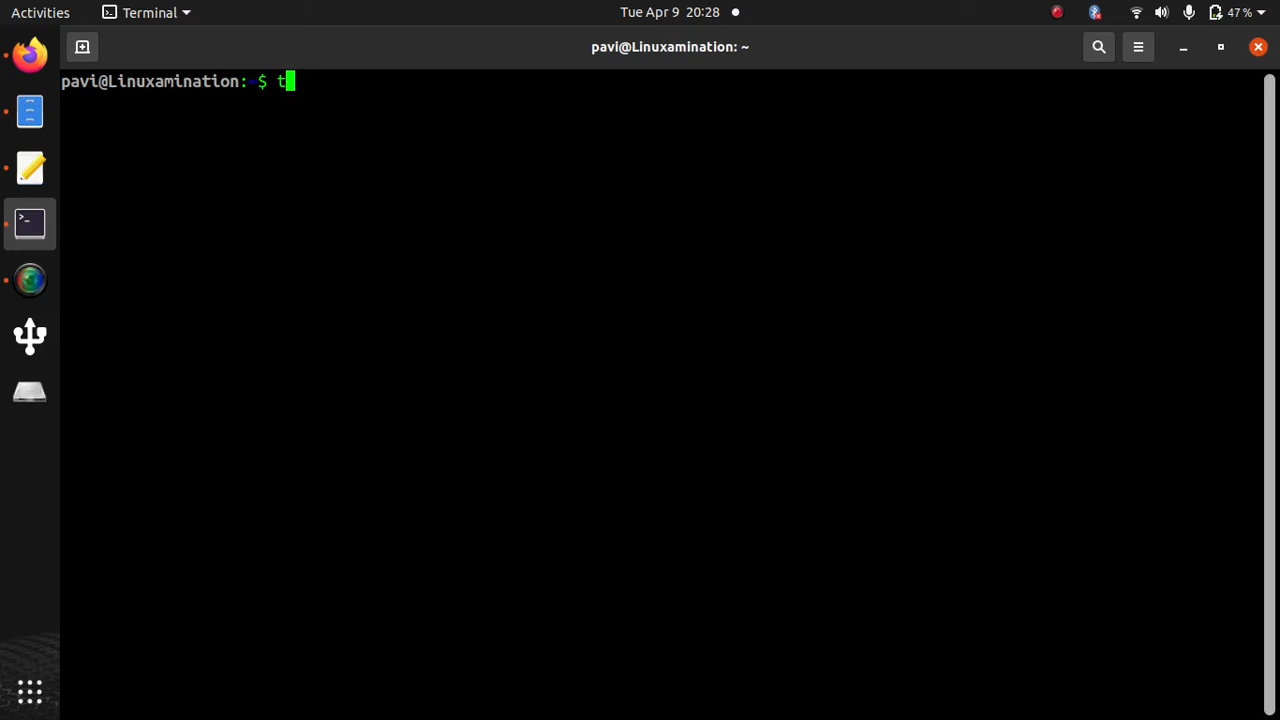 Activities Terminal Tue Apr 9 20:28 47 %
pavi@Linuxamination: ~
pavi@Linuxamination:~$ t